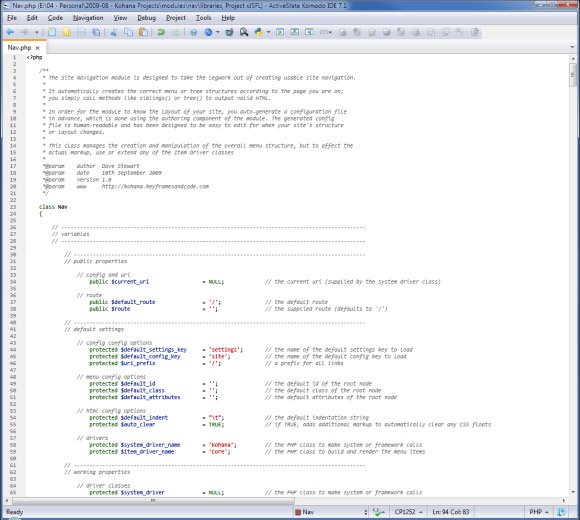 Nav.php (E:\04 - Personal\2009-08 - Kohana Projects\modules\nav\libraries, Project xJSFL) - ActiveState Komodo IDE 7.1
File Edit Code Navigation View Debug Project Tools Help
Nav.php
1 <?php
2
3 /**
4 * The Site navigation module is designed to take the legwork out of creating usable site navigation.
5 *
6 * It automatically creates the correct menu or tree structures according to the page you are on;
7 * you simply call methods like siblings() or tree() to output valid HTML.
8 *
9 * In order for the module to know the layout of your site, you auto-generate a configuration file
10 * in advance, which is done using the authoring component of the module. The generated config
11 * file is human-readable and has been designed to be easy to edit for when your site's structure
12 * or layout changes.
13 *
14 * This class manages the creation and manipulation of the overall menu structure, but to affect the
15 * actual markup, use or extend any of the Item Driver classes
16 *
17 *@param author Dave Stewart
18 *@param date 10th September 2009
19 *@param version 1.0
20 *@param www http://kohana.keyframesandcode.com
21 */
22
23 class Nav
24 {
25
26 // ---------------------------------------------------------------
27 // variables
28 // ---------------------------------------------------------------
29
30 // ---------------------------------------------------------------
31 // public properties
32
33 // config and uri
34 public $current_uri = NULL; // the current uri (supplied by the system driver class)
35
36 // route
37 public $default_route = '/'; // the default route
38 public $route = ''; // the supplied route (defaults to '/')
39
40 // ---------------------------------------------------------------
41 // default settings
42
43 // config config options
44 protected $default_settings_key = 'settings'; // the name of the default settings key to load
45 protected $default_config_key = 'site'; // the name of the default config key to load
46 protected $uri_prefix = '/'; // a prefix for all links
47
48 // menu config options
49 protected $default_id = ''; // the default id of the root node
50 protected $default_class = ''; // the default class of the root node
51 protected $default_attributes = ''; // the default attributes of the root node
52
53 // html config options
54 protected $default_indent = "\t"; // the default indentation string
55 protected $auto_clear = TRUE; // if TRUE, adds additional markup to automatically clear any CSS floats
56
57 // drivers
58 protected $system_driver_name = 'Kohana'; // the PHP class to make system or framework calls
59 protected $item_driver_name = 'Core'; // the PHP class to build and render the menu items
60
61 // ---------------------------------------------------------------
62 // working properties
63
64 // driver classes
65 protected $system_driver = NULL; // the PHP class to make system or framework calls
Ready Nav CP1252 Ln: 94 Col: 83 PHP